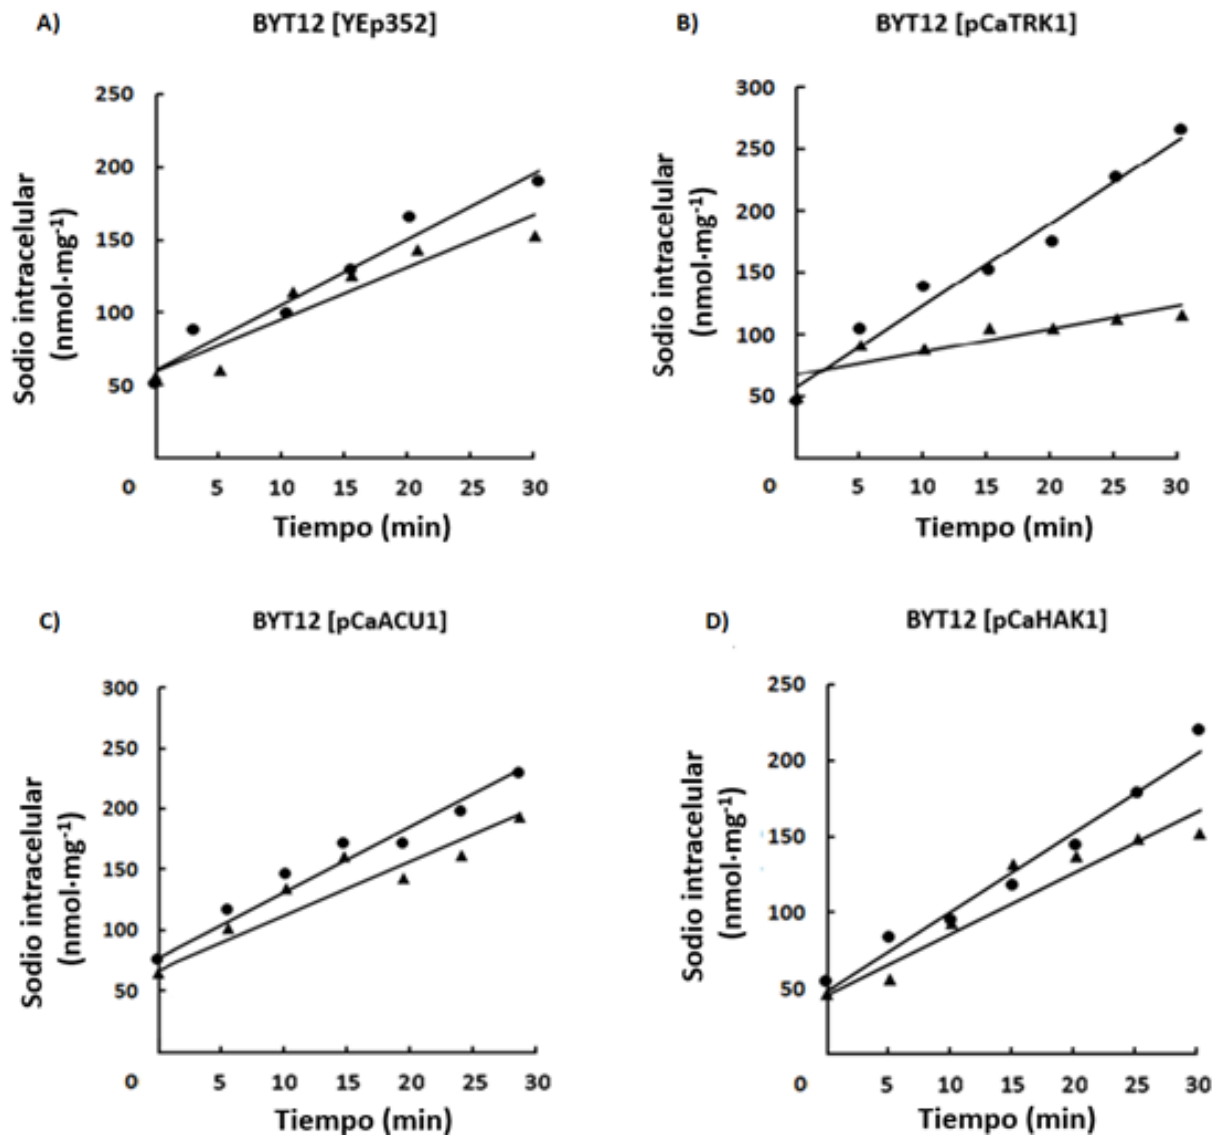 A) BYT12 [YEp352]
250
200
150
100
50
0 5 10 15 20 25 30
Sodio intracelular
(nmol·mg⁻¹)
Tiempo (min)
B) BYT12 [pCaTRK1]
300
250
200
150
100
50
0 5 10 15 20 25 30
Sodio intracelular
(nmol·mg⁻¹)
Tiempo (min)
C) BYT12 [pCaACU1]
300
250
200
150
100
50
0 5 10 15 20 25 30
Sodio intracelular
(nmol·mg⁻¹)
Tiempo (min)
D) BYT12 [pCaHAK1]
250
200
150
100
50
0 5 10 15 20 25 30
Sodio intracelular
(nmol·mg⁻¹)
Tiempo (min)